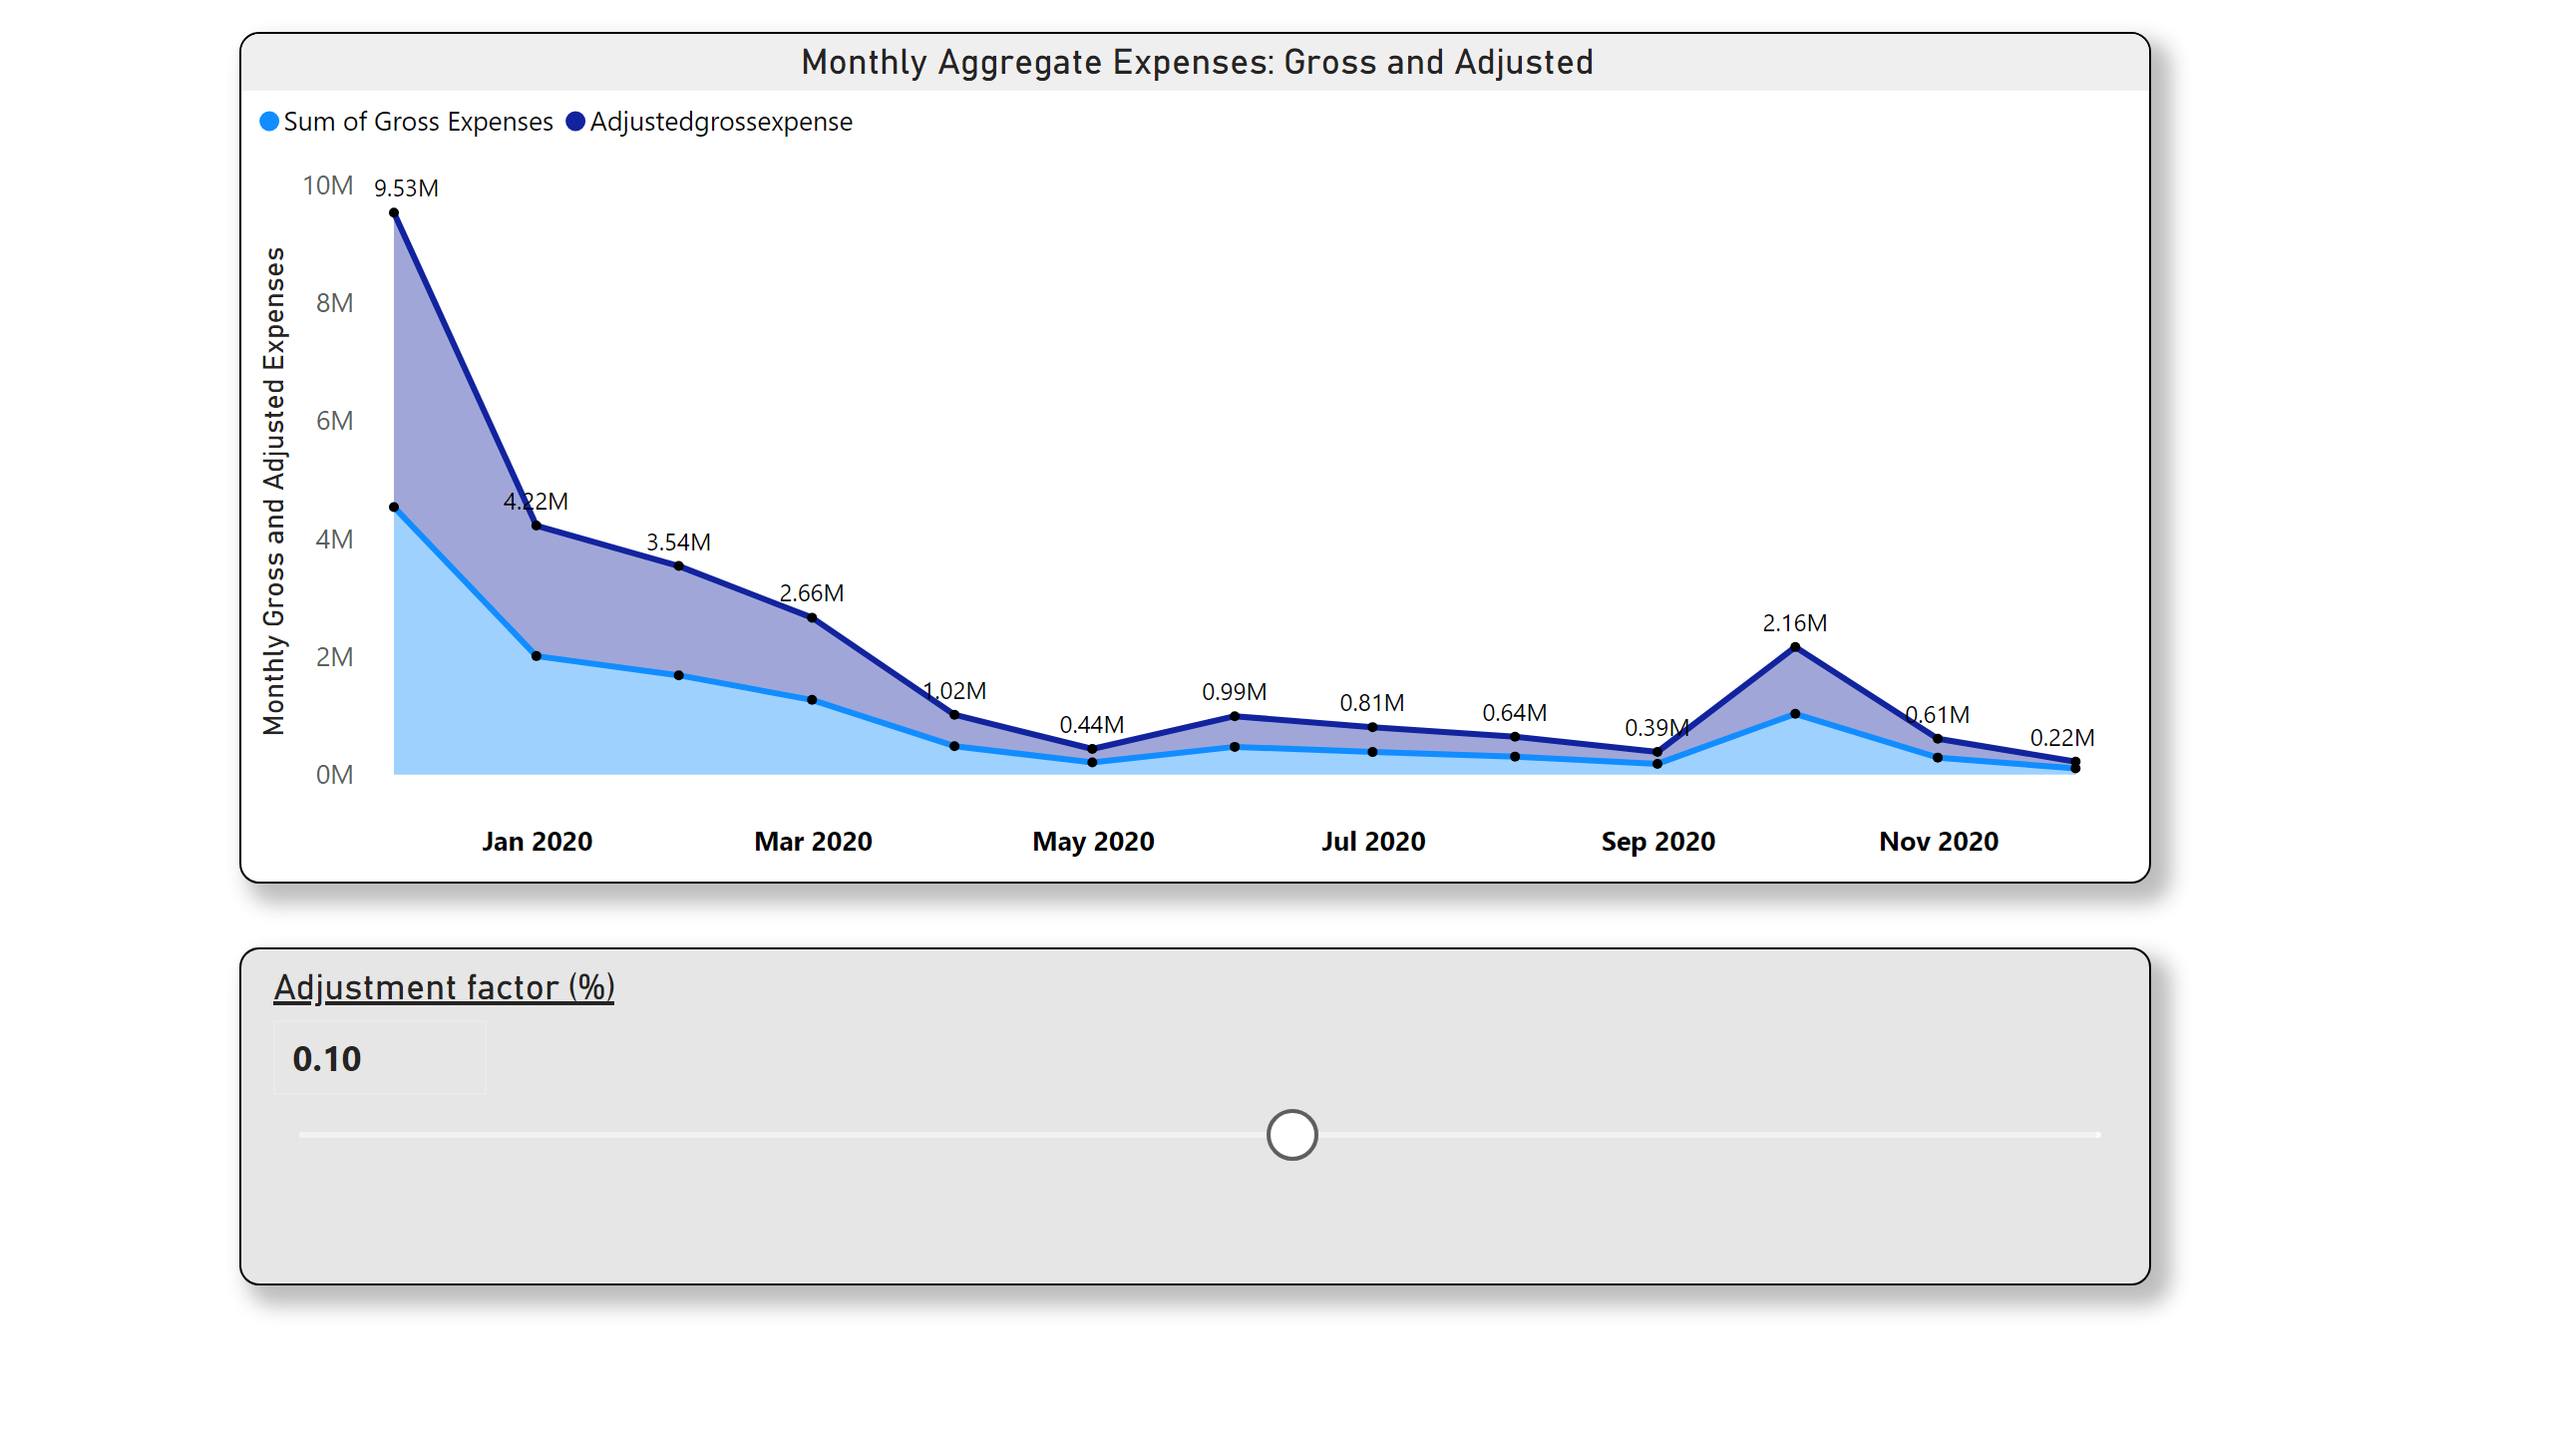 Monthly Aggregate Expenses: Gross and Adjusted
Sum of Gross Expenses Adjustedgrossexpense
Monthly Gross and Adjusted Expenses
10M
8M
6M
4M
2M
0M
9.53M
4.22M
3.54M
2.66M
1.02M
0.44M
0.99M
0.81M
0.64M
0.39M
2.16M
0.61M
0.22M
Jan 2020 Mar 2020 May 2020 Jul 2020 Sep 2020 Nov 2020
Adjustment factor (%)
0.10